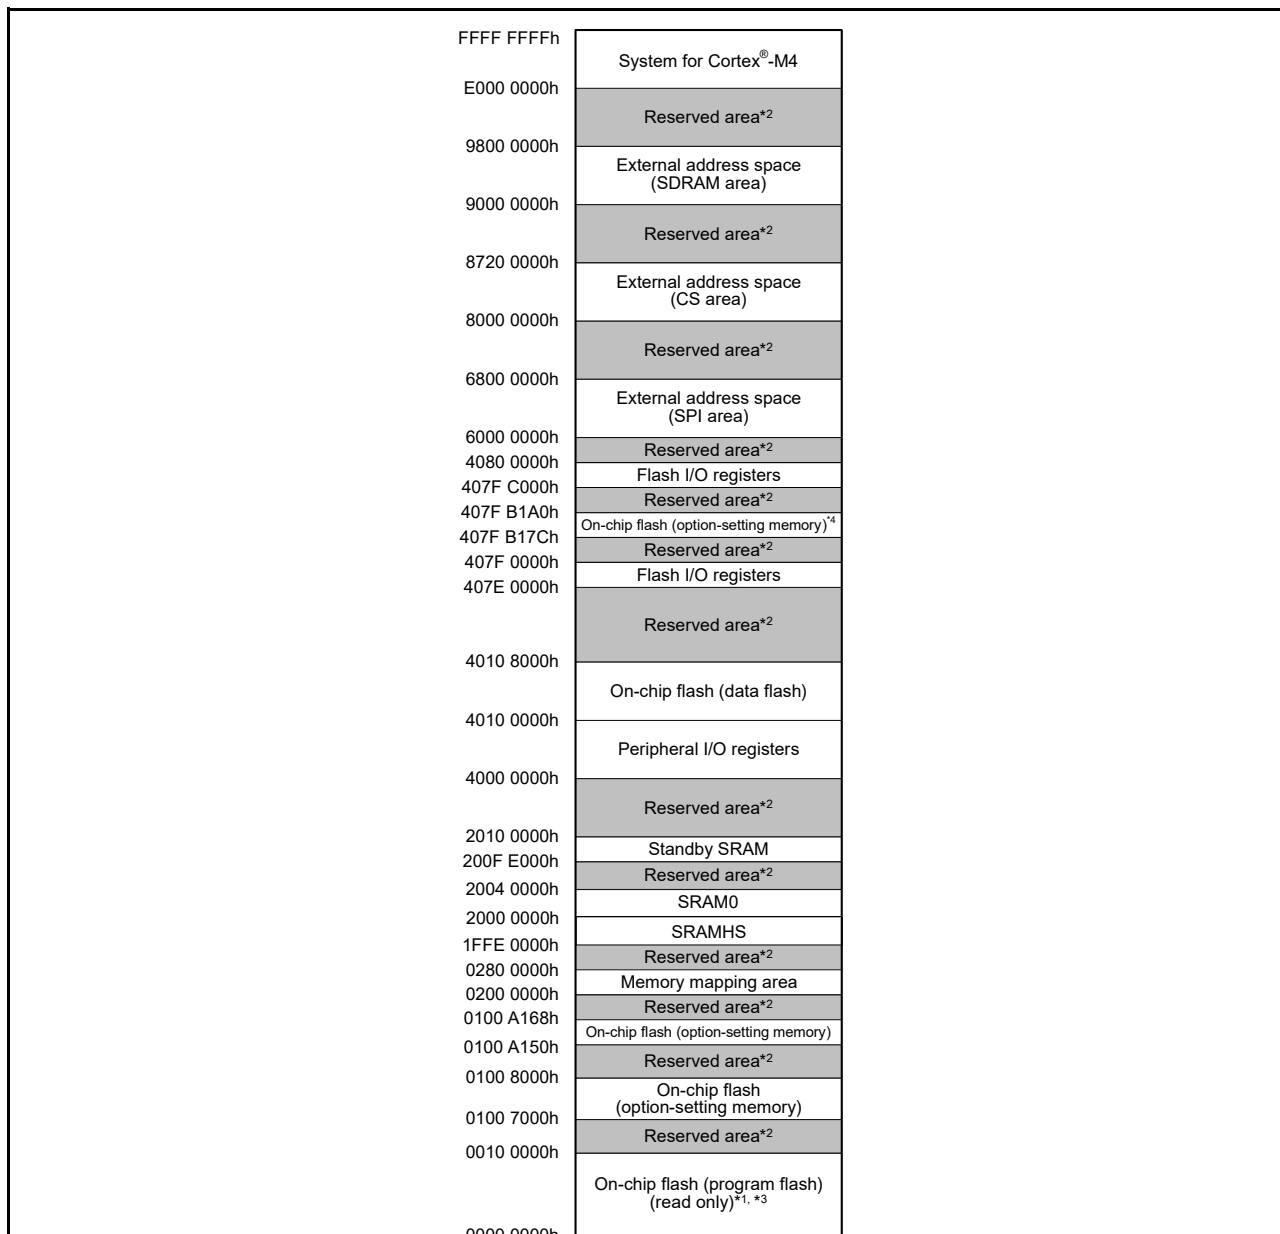 FFFF FFFFh
System for Cortex®-M4
E000 0000h
Reserved area*2
9800 0000h
External address space
(SDRAM area)
9000 0000h
Reserved area*2
8720 0000h
External address space
(CS area)
8000 0000h
Reserved area*2
6800 0000h
External address space
(SPI area)
6000 0000h
Reserved area*2
4080 0000h
Flash I/O registers
407F C000h
Reserved area*2
407F B1A0h
On-chip flash (option-setting memory)*4
407F B17Ch
Reserved area*2
407F 0000h
Flash I/O registers
407E 0000h
Reserved area*2
4010 8000h
On-chip flash (data flash)
4010 0000h
Peripheral I/O registers
4000 0000h
Reserved area*2
2010 0000h
Standby SRAM
200F E000h
Reserved area*2
2004 0000h
SRAM0
2000 0000h
SRAMHS
1FFE 0000h
Reserved area*2
0280 0000h
Memory mapping area
0200 0000h
Reserved area*2
0100 A168h
On-chip flash (option-setting memory)
0100 A150h
Reserved area*2
0100 8000h
On-chip flash
(option-setting memory)
0100 7000h
Reserved area*2
0010 0000h
On-chip flash (program flash)
(read only)*1, *3
0000 0000h